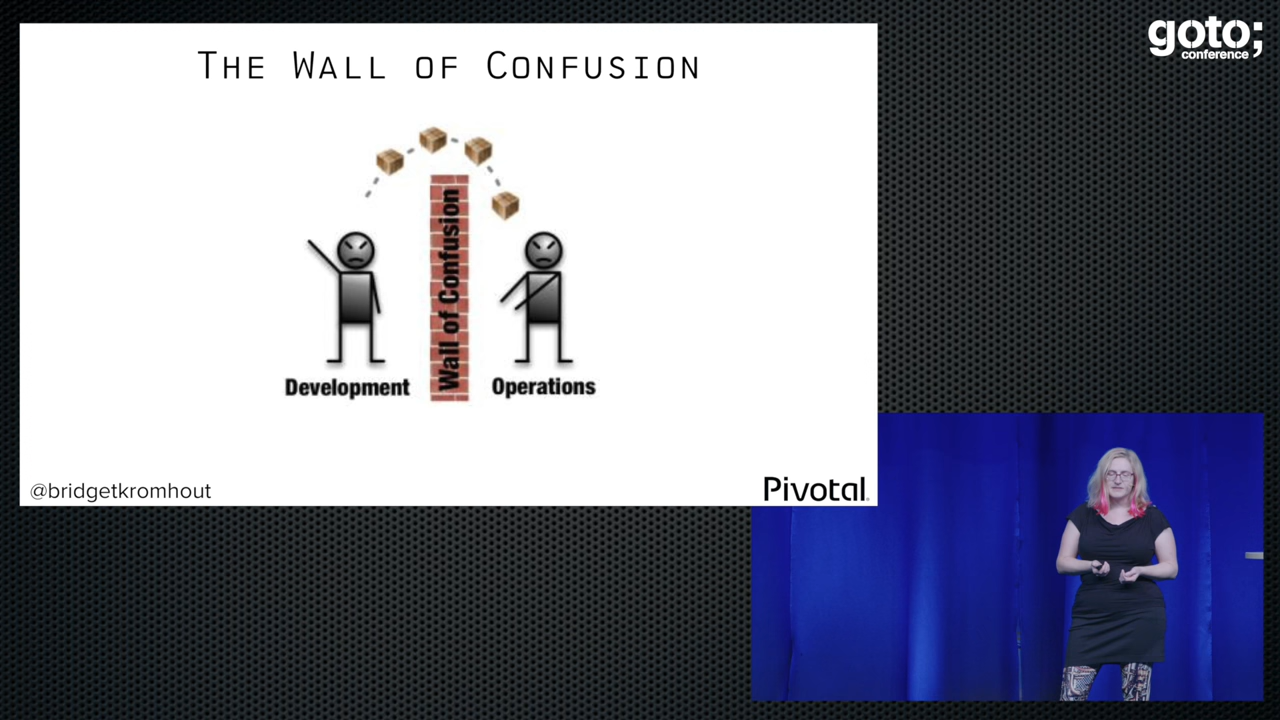 goto;
conference
THE WALL OF CONFUSION
Wall of Confusion
Development
Operations
@bridgetkromhout
Pivotal